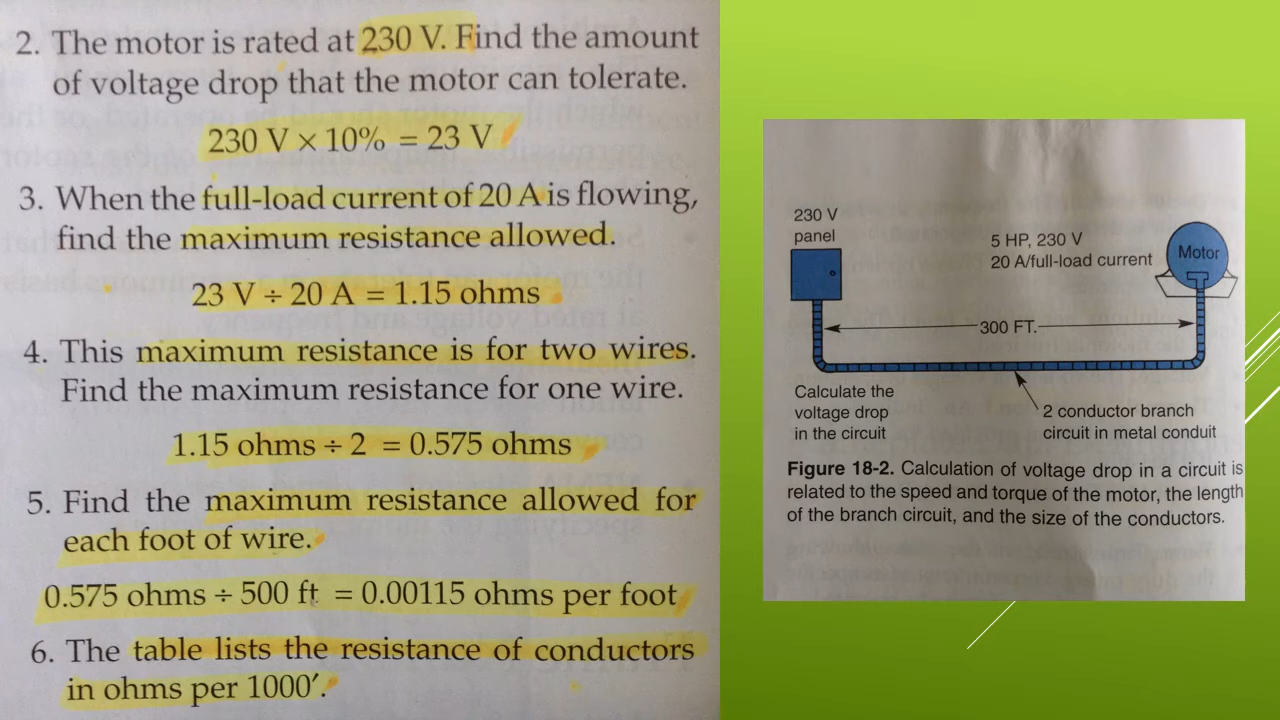 2. The motor is rated at 230 V. Find the amount
of voltage drop that the motor can tolerate.
230 V × 10% = 23 V
3. When the full-load current of 20 A is flowing,
find the maximum resistance allowed.
23 V ÷ 20 A = 1.15 ohms
4. This maximum resistance is for two wires.
Find the maximum resistance for one wire.
1.15 ohms ÷ 2 = 0.575 ohms
5. Find the maximum resistance allowed for
each foot of wire.
0.575 ohms ÷ 500 ft = 0.00115 ohms per foot
6. The table lists the resistance of conductors
in ohms per 1000′.
230 V
panel
5 HP, 230 V
20 A/full-load current
Motor
300 FT.
Calculate the
voltage drop
in the circuit
2 conductor branch
circuit in metal conduit
Figure 18-2. Calculation of voltage drop in a circuit is
related to the speed and torque of the motor, the length
of the branch circuit, and the size of the conductors.